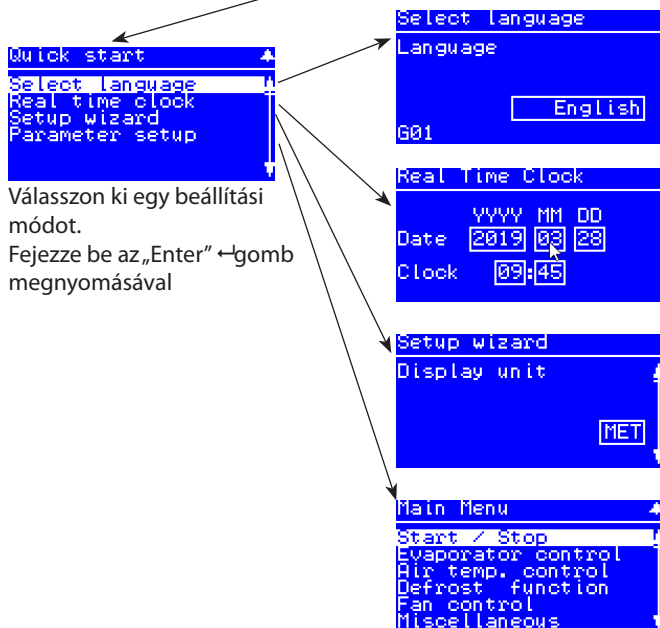 Quick start
Select language
Real time clock
Setup wizard
Parameter setup
Válasszon ki egy beállítási
módot.
Fejezze be az „Enter” gomb
megnyomásával
Select language
Language
English
G01
Real Time Clock
YYYY MM DD
Date 2019 03 28
Clock 09:45
Setup wizard
Display unit
MET
Main Menu
Start / Stop
Evaporator control
Air temp. control
Defrost function
Fan control
Miscellaneous